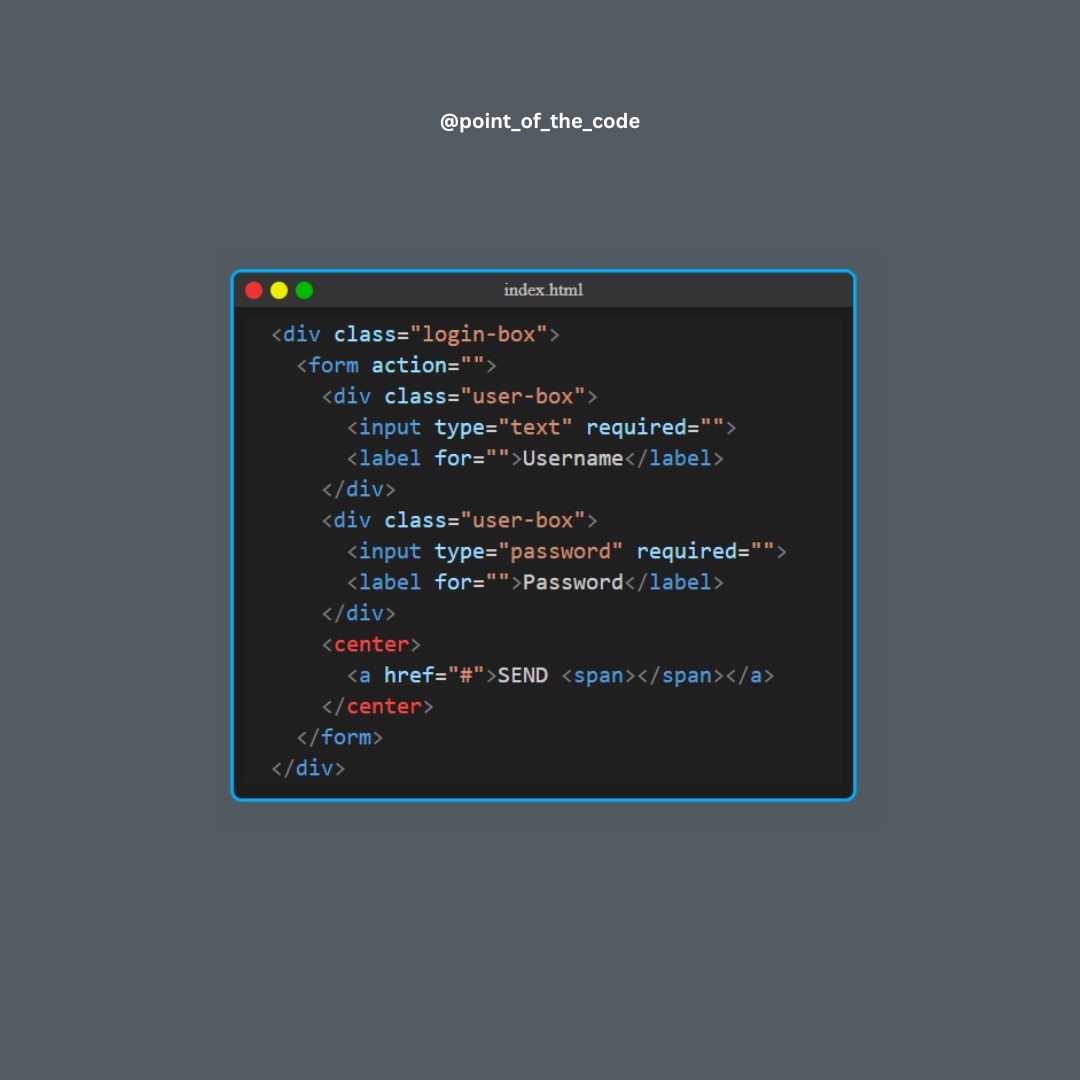 @point_of_the_code
index.html
<div class="login-box">
  <form action="">
    <div class="user-box">
      <input type="text" required="">
      <label for="">Username</label>
    </div>
    <div class="user-box">
      <input type="password" required="">
      <label for="">Password</label>
    </div>
    <center>
      <a href="#">SEND <span></span></a>
    </center>
  </form>
</div>